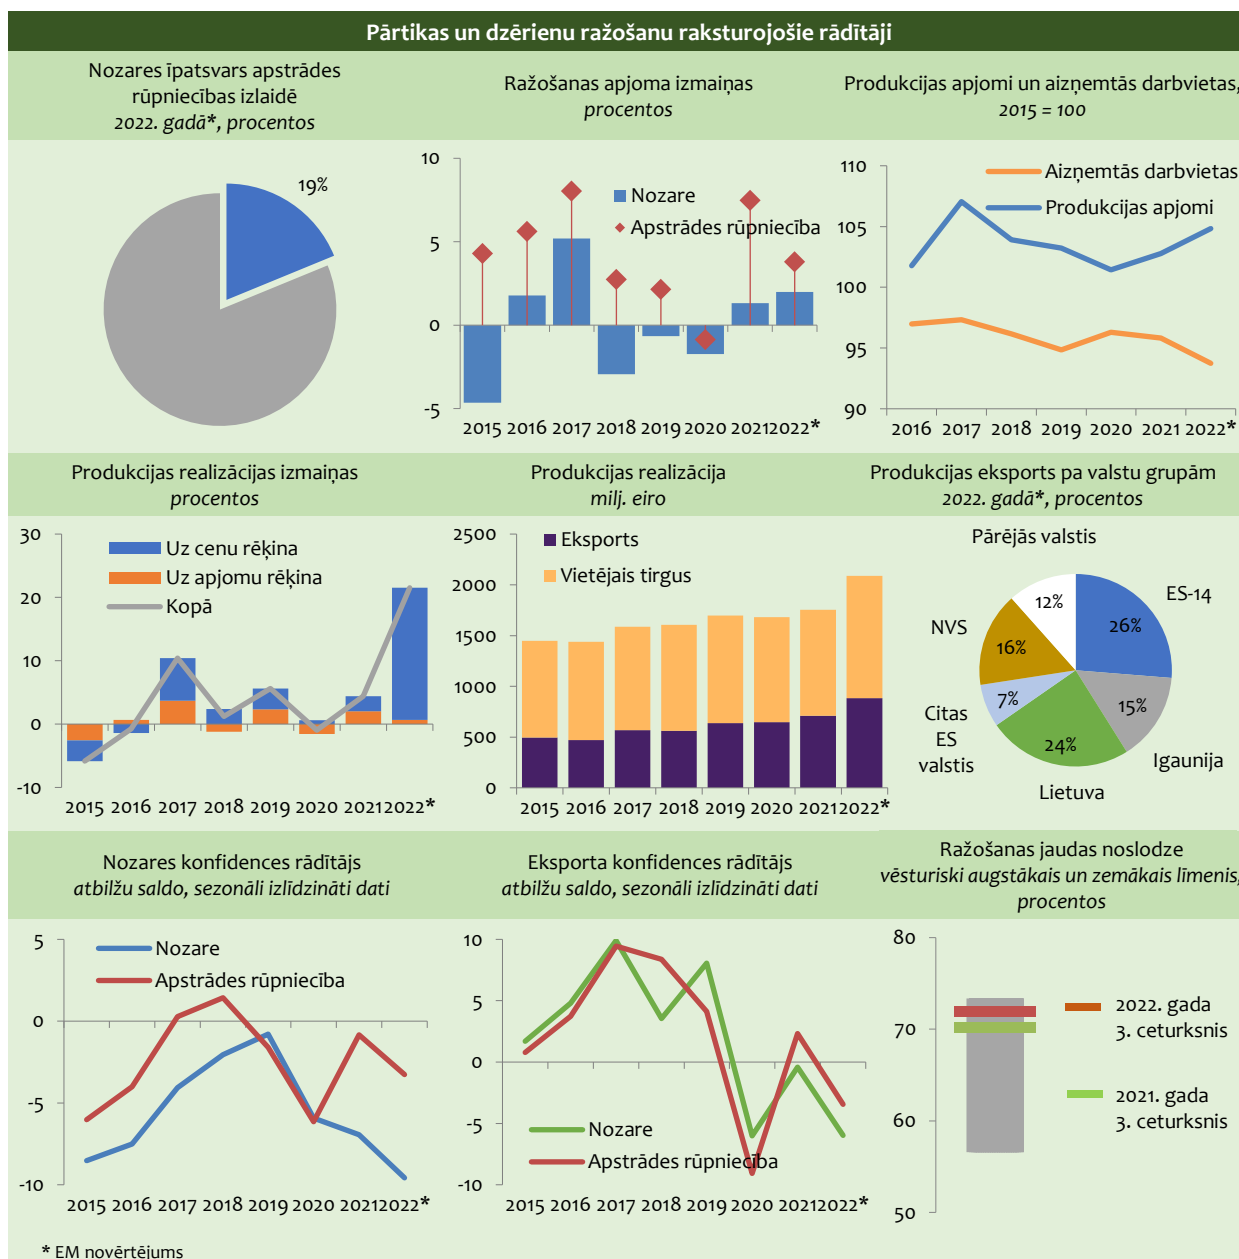 Pārtikas un dzērienu ražošanu raksturojošie rādītāji
Nozares īpatsvars apstrādes
rūpniecības izlaidē
2022. gadā*, procentos
19%
Ražošanas apjoma izmaiņas
procentos
10
5
0
-5
Nozare
Apstrādes rūpniecība
2015 2016 2017 2018 2019 2020 2021 2022*
Produkcijas apjomi un aizņemtās darbvietas,
2015 = 100
110
105
100
95
90
Aizņemtās darbvietas
Produkcijas apjomi
2016 2017 2018 2019 2020 2021 2022*
Produkcijas realizācijas izmaiņas
procentos
30
20
10
0
-10
Uz cenu rēķina
Uz apjomu rēķina
Kopā
2015 2016 2017 2018 2019 2020 2021 2022*
Produkcijas realizācija
milj. eiro
2500
2000
1500
1000
500
0
Eksports
Vietējais tirgus
2015 2016 2017 2018 2019 2020 2021 2022*
Produkcijas eksports pa valstu grupām
2022. gadā*, procentos
Pārējās valstis
12%
ES-14
26%
NVS
16%
7%
Citas
ES
valstis
15%
Igaunija
24%
Lietuva
Nozares konfidences rādītājs
atbilžu saldo, sezonāli izlīdzināti dati
5
0
-5
-10
Nozare
Apstrādes rūpniecība
2015 2016 2017 2018 2019 2020 2021 2022*
Eksporta konfidences rādītājs
atbilžu saldo, sezonāli izlīdzināti dati
10
5
0
-5
-10
Nozare
Apstrādes rūpniecība
2015 2016 2017 2018 2019 2020 2021 2022*
Ražošanas jaudas noslodze
vēsturiski augstākais un zemākais līmenis,
procentos
80
70
60
50
2022. gada
3. ceturksnis
2021. gada
3. ceturksnis
* EM novērtējums